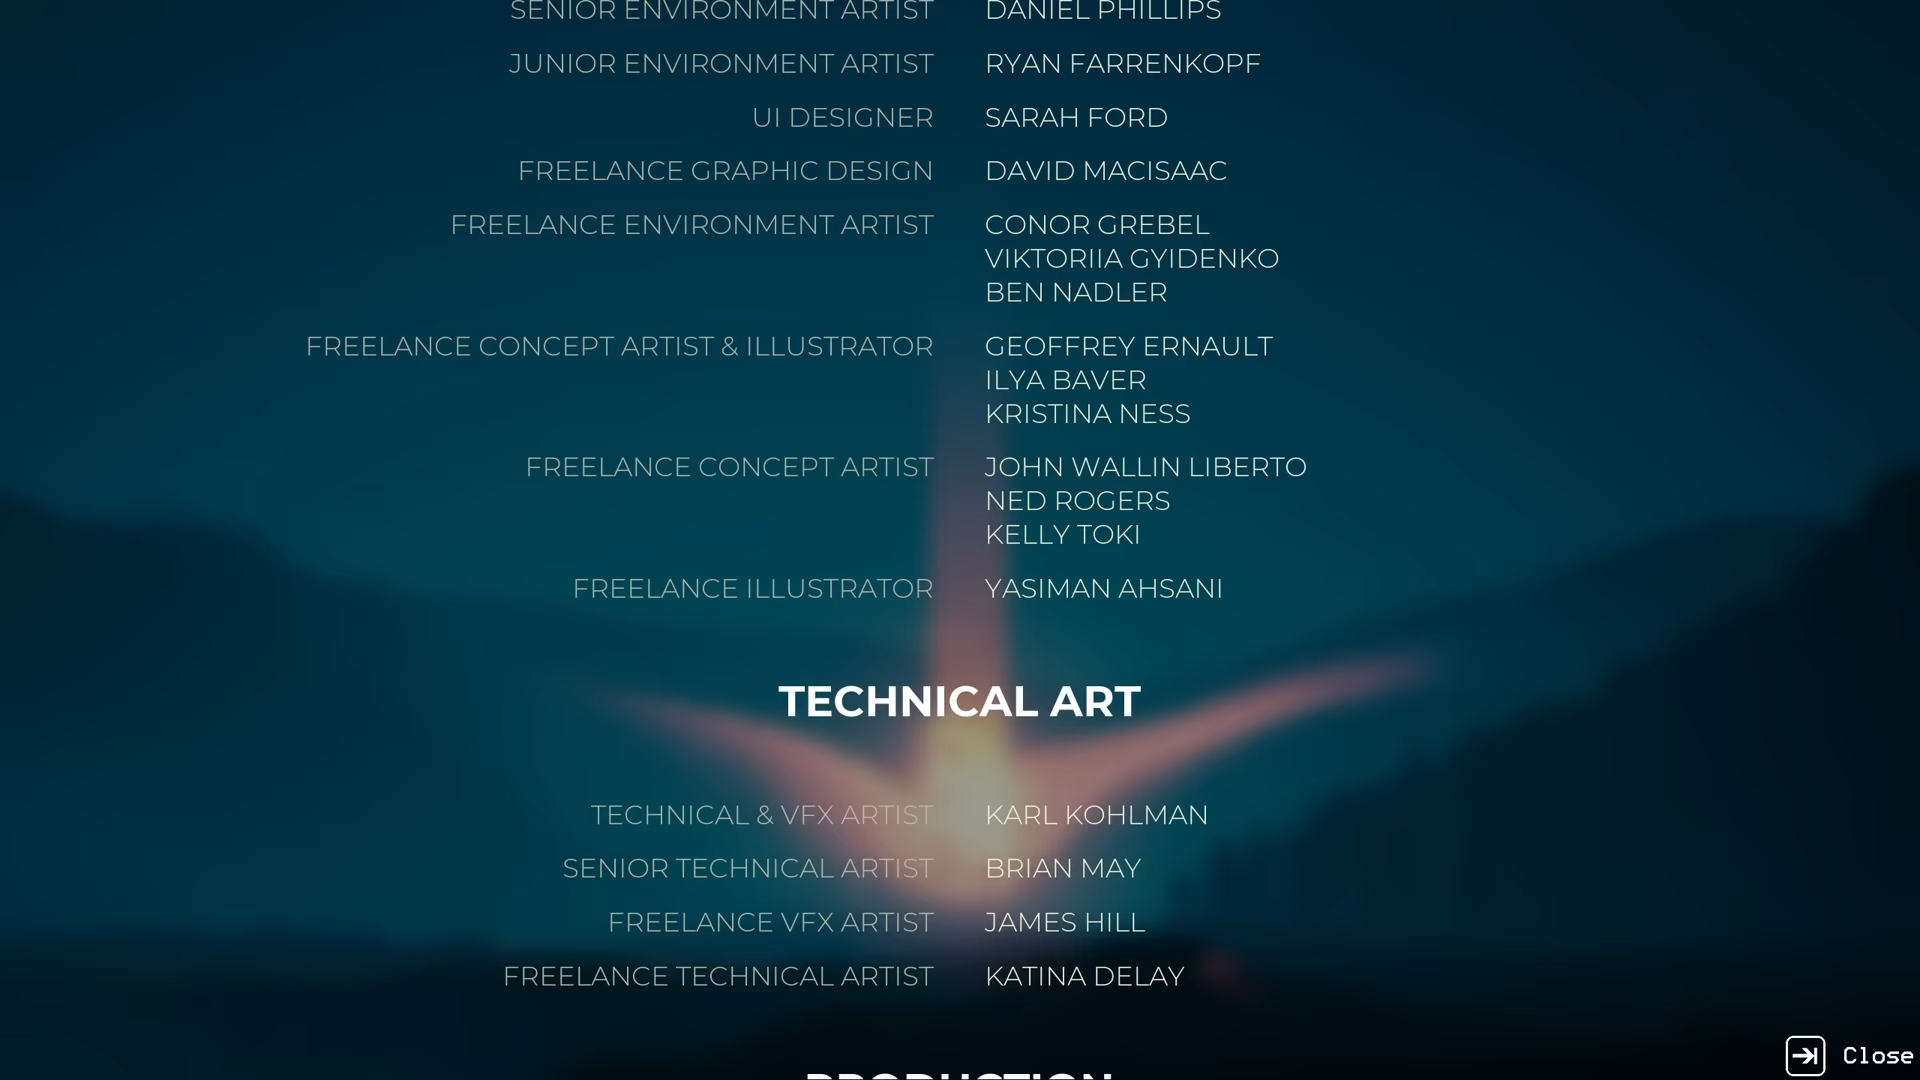 SENIOR ENVIRONMENT ARTIST DANIEL PHILLIPS
JUNIOR ENVIRONMENT ARTIST RYAN FARRENKOPF
UI DESIGNER SARAH FORD
FREELANCE GRAPHIC DESIGN DAVID MACISAAC
FREELANCE ENVIRONMENT ARTIST CONOR GREBEL
VIKTORIIA GYIDENKO
BEN NADLER
FREELANCE CONCEPT ARTIST & ILLUSTRATOR GEOFFREY ERNAULT
ILYA BAVER
KRISTINA NESS
FREELANCE CONCEPT ARTIST JOHN WALLIN LIBERTO
NED ROGERS
KELLY TOKI
FREELANCE ILLUSTRATOR YASIMAN AHSANI
TECHNICAL ART
TECHNICAL & VFX ARTIST KARL KOHLMAN
SENIOR TECHNICAL ARTIST BRIAN MAY
FREELANCE VFX ARTIST JAMES HILL
FREELANCE TECHNICAL ARTIST KATINA DELAY
PRODUCTION
Close